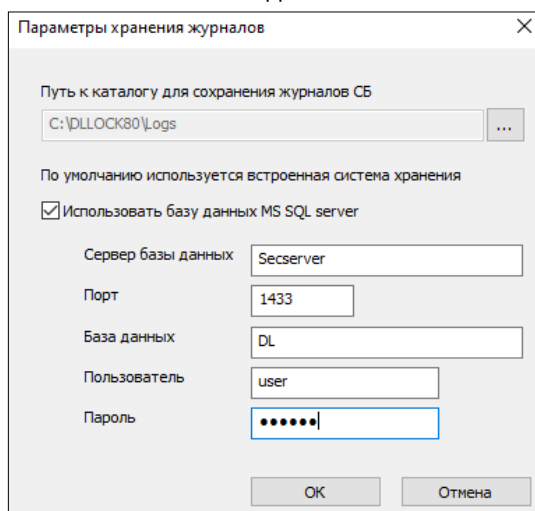 Параметры хранения журналов
Путь к каталогу для сохранения журналов СБ
C:\DLLOCK80\Logs
...
По умолчанию используется встроенная система хранения
Использовать базу данных MS SQL server
Сервер базы данных Secserver
Порт 1433
База данных DL
Пользователь user
Пароль ●●●●●●
ОК Отмена